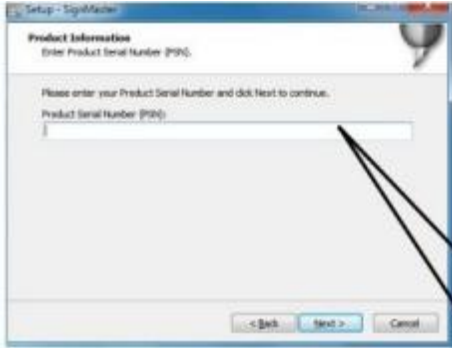 Setup - SignMaster
Product Information
Enter Product Serial Number (PSN).
Please enter your Product Serial Number and click Next to continue.
Product Serial Number (PSN):
< Back
Next >
Cancel